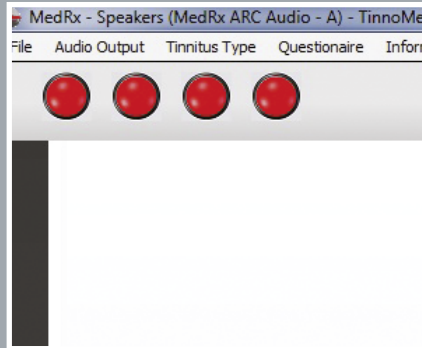 MedRx - Speakers (MedRx ARC Audio - A) - TinnoMe
File Audio Output Tinnitus Type Questionaire Infor